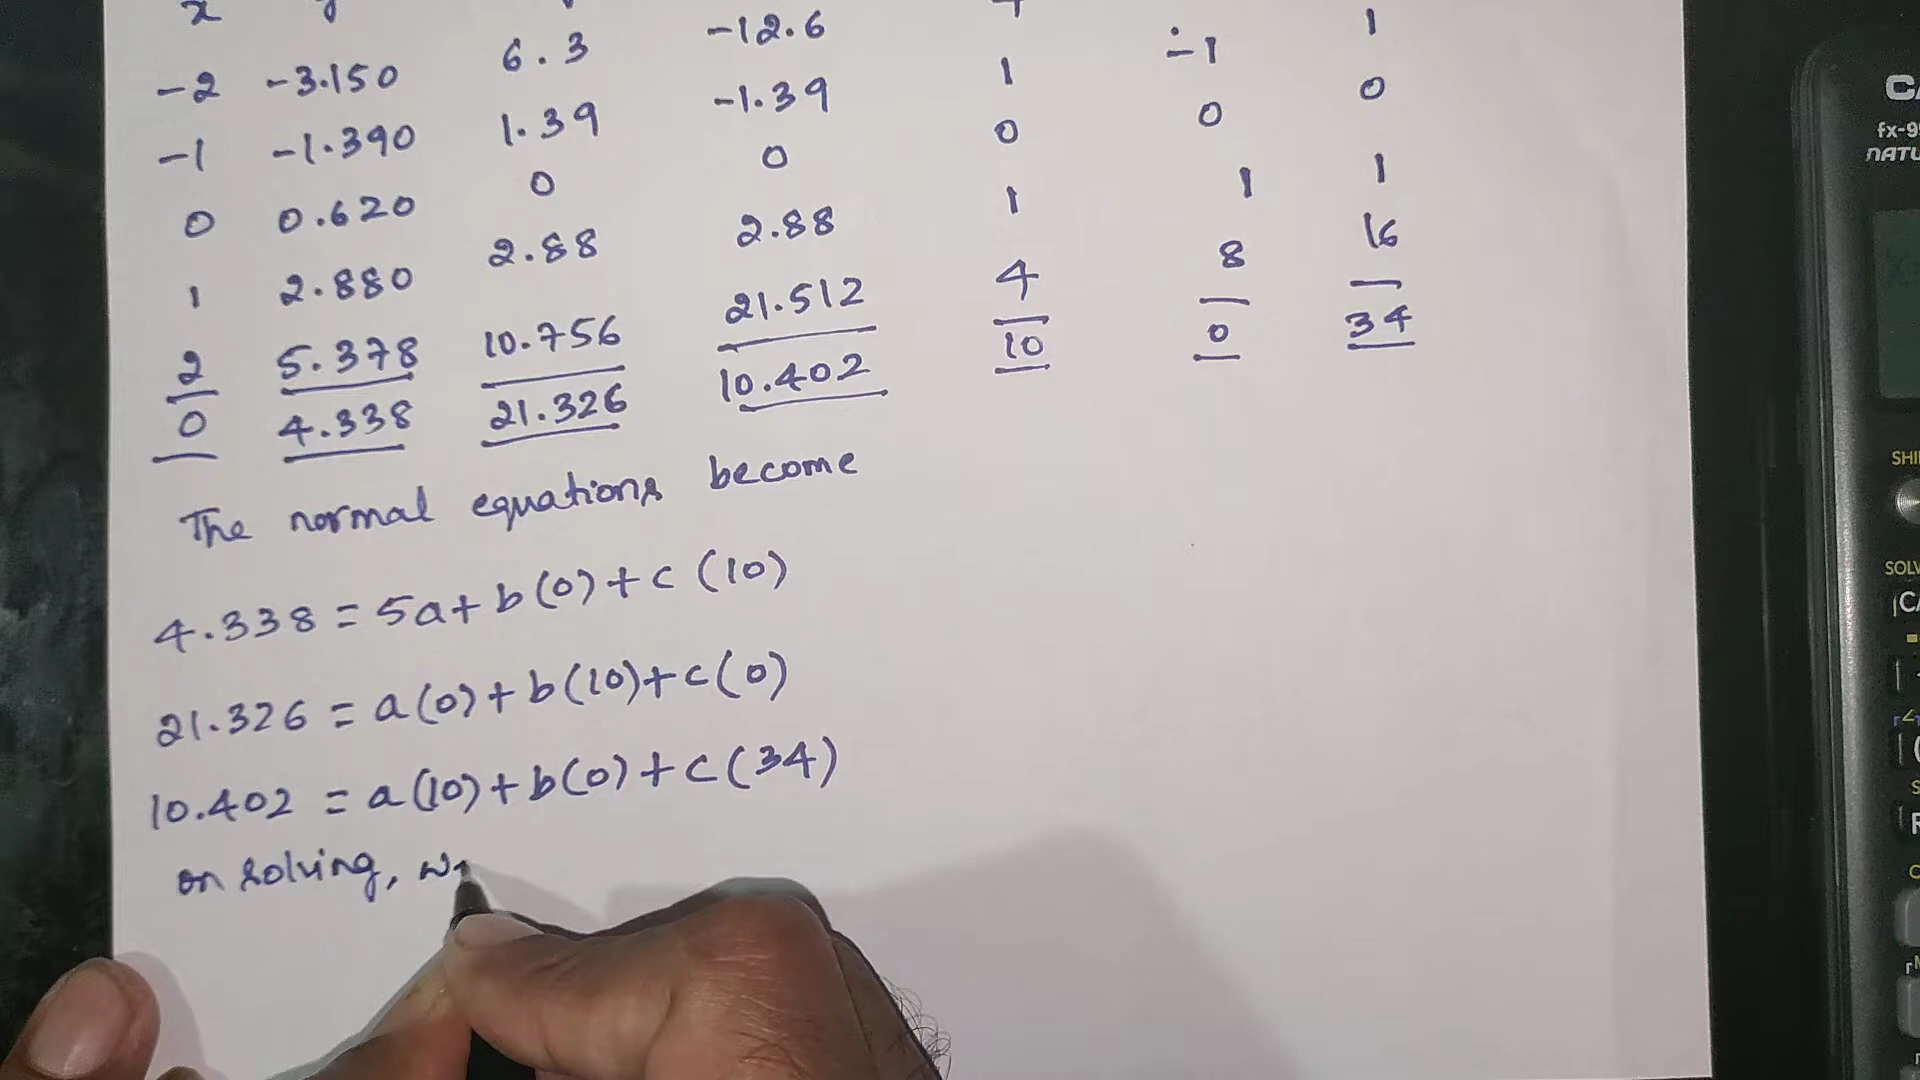 x y
-2 -3.150 6.3 -12.6
-1 -1.390 1.39 -1.39 1 -1 1
0 0.620 0 0 0 0 0
1 2.880 2.88 2.88 1 1 1
2 5.378 10.756 21.512 4 8 16
0 4.338 21.326 10.402 10 0 34
The normal equations become
4.338 = 5a + b(0) + c (10)
21.326 = a(0) + b(10) + c(0)
10.402 = a(10) + b(0) + c(34)
on solving, we
fx-9
NATU
SHI
SOLV